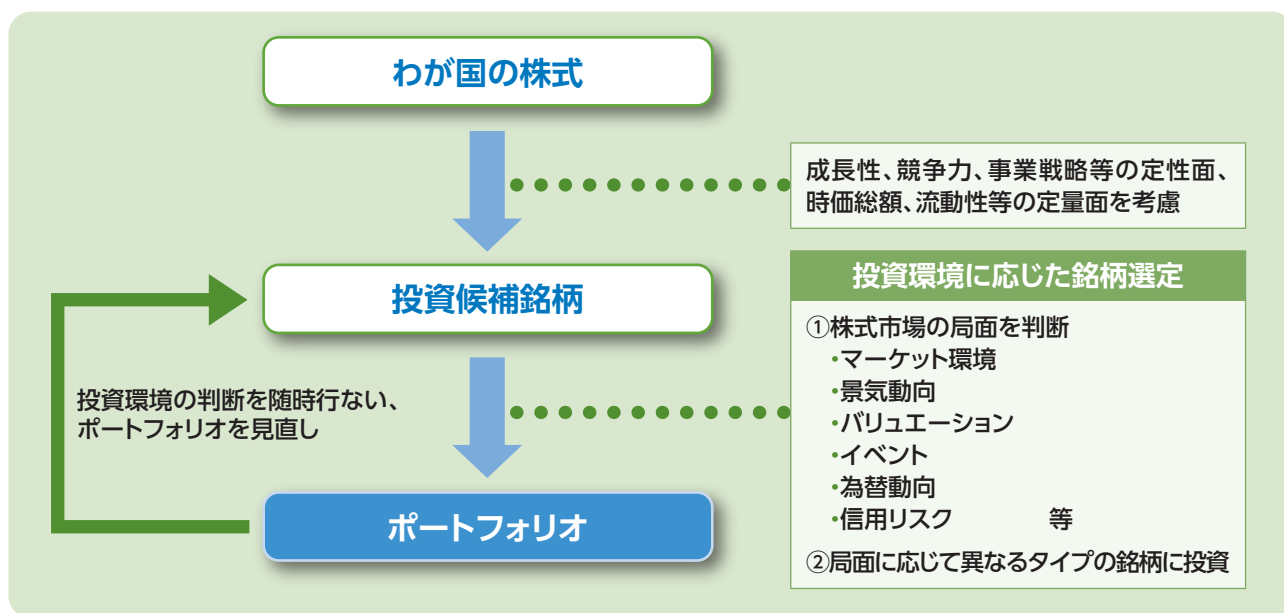 わが国の株式
成長性、競争力、事業戦略等の定性面、
時価総額、流動性等の定量面を考慮
投資候補銘柄
投資環境に応じた銘柄選定
①株式市場の局面を判断
・マーケット環境
・景気動向
・バリュエーション
・イベント
・為替動向
・信用リスク 等
②局面に応じて異なるタイプの銘柄に投資
投資環境の判断を随時行ない、
ポートフォリオを見直し
ポートフォリオ